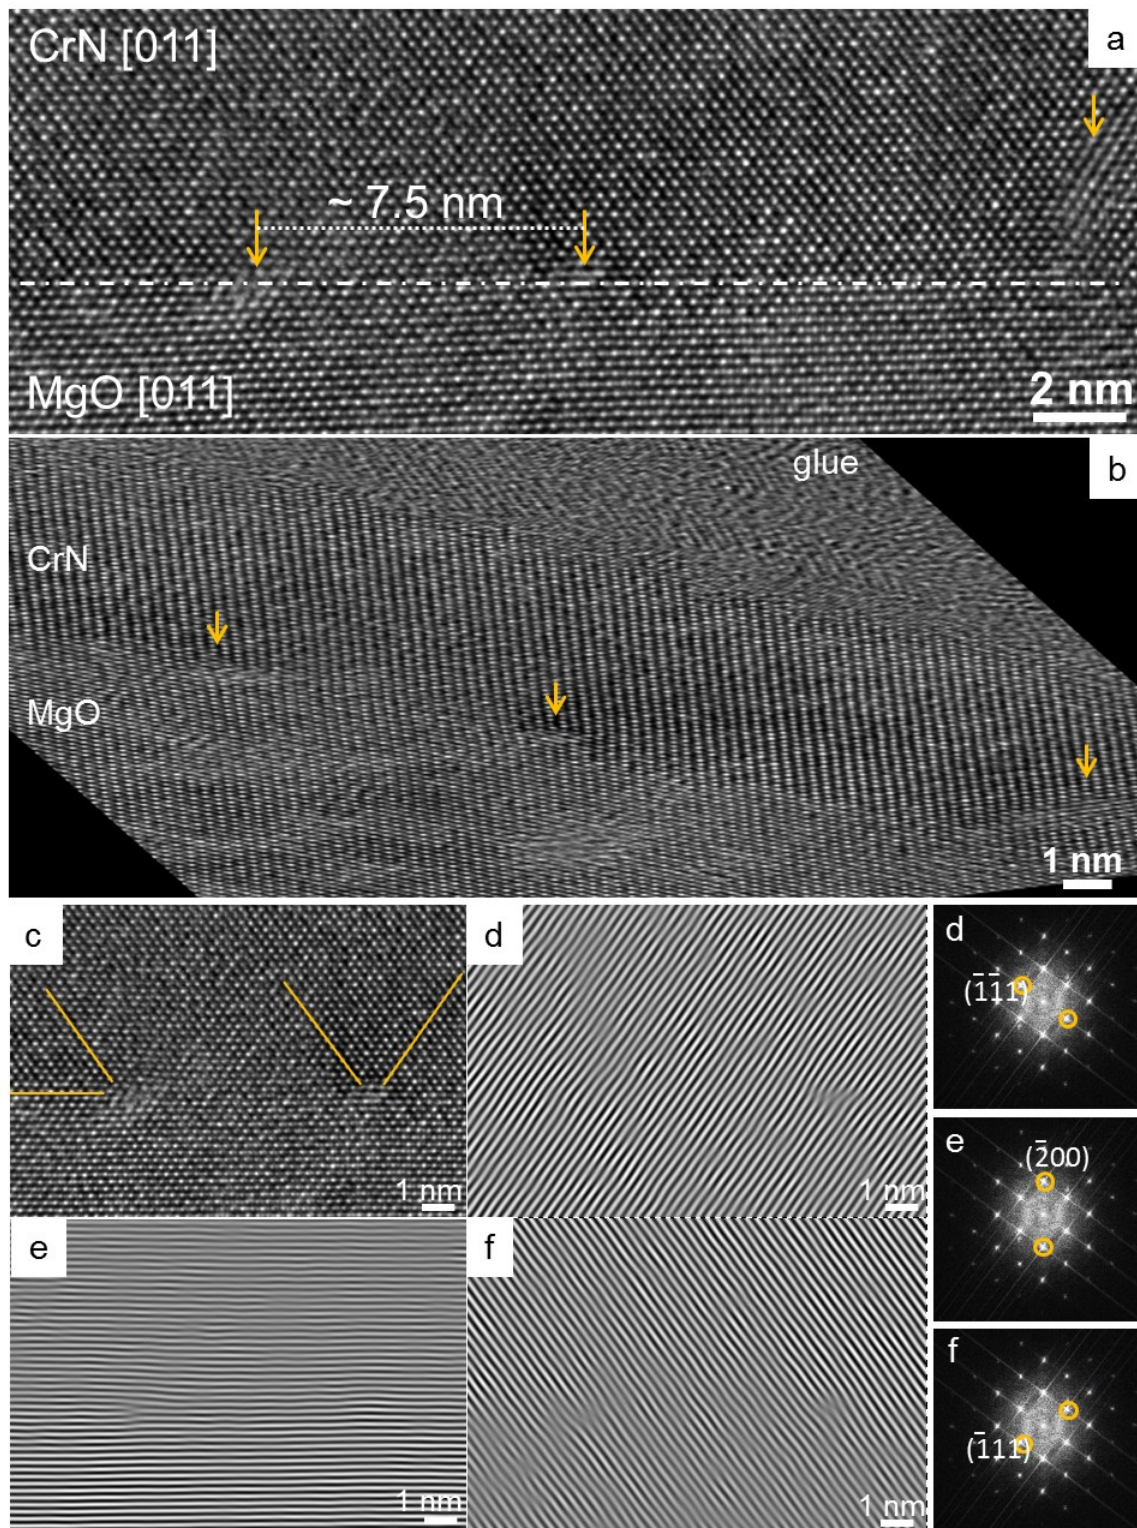 CrN [011]
a
~ 7.5 nm
MgO [011]
2 nm
glue
b
CrN
MgO
1 nm
c
1 nm
d
1 nm
d
(1̅1̅11)
e
(2̅00)
e
1 nm
f
1 nm
f
(1̅11)